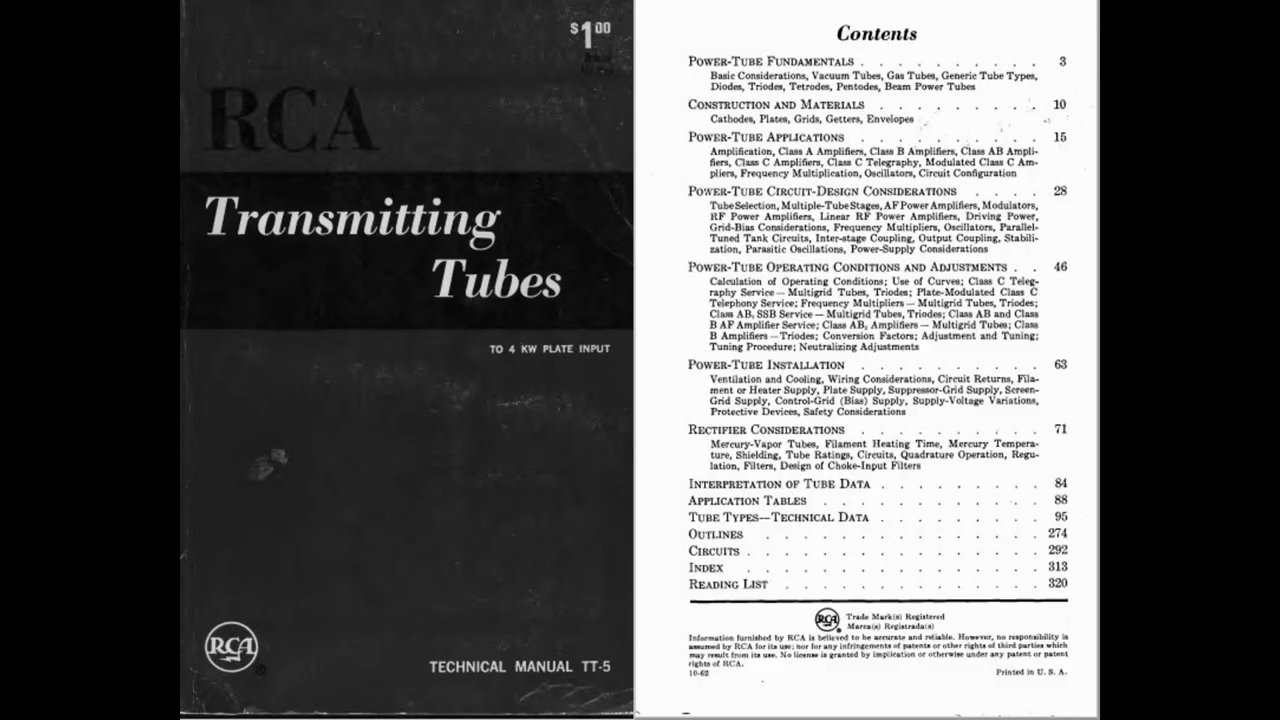 $1.00
RCA
Transmitting
Tubes
TO 4 KW PLATE INPUT
RCA
TECHNICAL MANUAL TT-5
Contents
POWER-TUBE FUNDAMENTALS . . . . . . . . . . 3
Basic Considerations, Vacuum Tubes, Gas Tubes, Generic Tube Types,
Diodes, Triodes, Tetrodes, Pentodes, Beam Power Tubes
CONSTRUCTION AND MATERIALS . . . . . . . . . 10
Cathodes, Plates, Grids, Getters, Envelopes
POWER-TUBE APPLICATIONS . . . . . . . . . . 15
Amplification, Class A Amplifiers, Class B Amplifiers, Class AB Ampli-
fiers, Class C Amplifiers, Class C Telegraphy, Modulated Class C Am-
pliers, Frequency Multiplication, Oscillators, Circuit Configuration
POWER-TUBE CIRCUIT-DESIGN CONSIDERATIONS . . . . 28
Tube Selection, Multiple-Tube Stages, AF Power Amplifiers, Modulators,
RF Power Amplifiers, Linear RF Power Amplifiers, Driving Power,
Grid-Bias Considerations, Frequency Multipliers, Oscillators, Parallel-
Tuned Tank Circuits, Inter-stage Coupling, Output Coupling, Stabili-
zation, Parasitic Oscillations, Power-Supply Considerations
POWER-TUBE OPERATING CONDITIONS AND ADJUSTMENTS . . 46
Calculation of Operating Conditions; Use of Curves; Class C Teleg-
raphy Service — Multigrid Tubes, Triodes; Plate-Modulated Class C
Telephony Service; Frequency Multipliers — Multigrid Tubes, Triodes;
Class AB, SSB Service — Multigrid Tubes, Triodes; Class AB and Class
B AF Amplifier Service; Class AB, Amplifiers — Multigrid Tubes; Class
B Amplifiers — Triodes; Conversion Factors; Adjustment and Tuning;
Tuning Procedure; Neutralizing Adjustments
POWER-TUBE INSTALLATION . . . . . . . . . . 63
Ventilation and Cooling, Wiring Considerations, Circuit Returns, Fila-
ment or Heater Supply, Plate Supply, Suppressor-Grid Supply, Screen-
Grid Supply, Control-Grid (Bias) Supply, Supply-Voltage Variations,
Protective Devices, Safety Considerations
RECTIFIER CONSIDERATIONS . . . . . . . . . . 71
Mercury-Vapor Tubes, Filament Heating Time, Mercury Tempera-
ture, Shielding, Tube Ratings, Circuits, Quadrature Operation, Regu-
lation, Filters, Design of Choke-Input Filters
INTERPRETATION OF TUBE DATA . . . . . . . . . 84
APPLICATION TABLES . . . . . . . . . . . . 88
TUBE TYPES—TECHNICAL DATA . . . . . . . . . 95
OUTLINES . . . . . . . . . . . . . . . 274
CIRCUITS . . . . . . . . . . . . . . . . 292
INDEX . . . . . . . . . . . . . . . . 313
READING LIST . . . . . . . . . . . . . . 320
RCA
Trade Mark(s) Registered
Marca(s) Registrada(s)
Information furnished by RCA is believed to be accurate and reliable. However, no responsibility is
assumed by RCA for its use; nor for any infringements of patents or other rights of third parties which
may result from its use. No license is granted by implication or otherwise under any patent or patent
rights of RCA.
10-62 Printed in U. S. A.